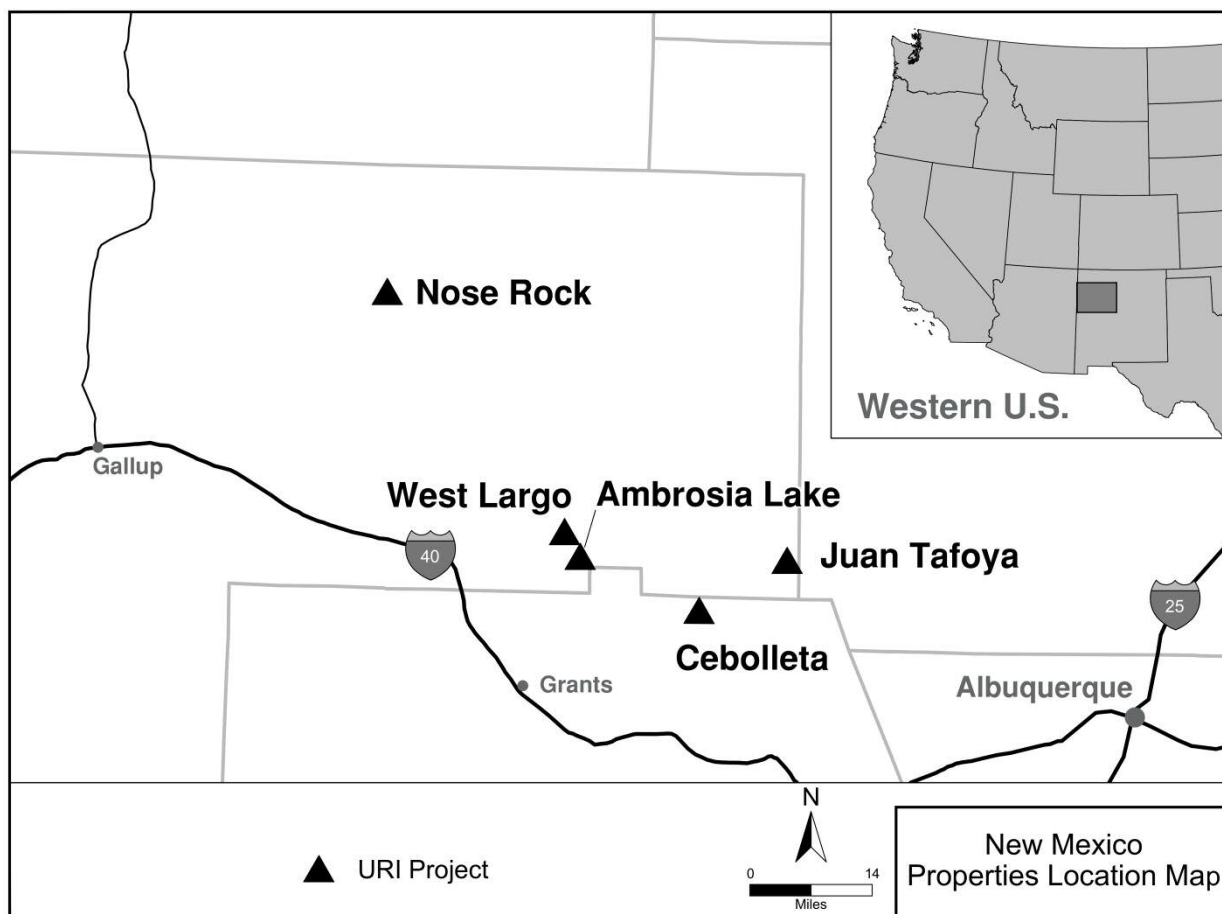 Nose Rock
Western U.S.
Gallup
West Largo
Ambrosia Lake
40
Juan Tafoya
25
Cebolleta
Grants
Albuquerque
N
URI Project
0 14
Miles
New Mexico
Properties Location Map